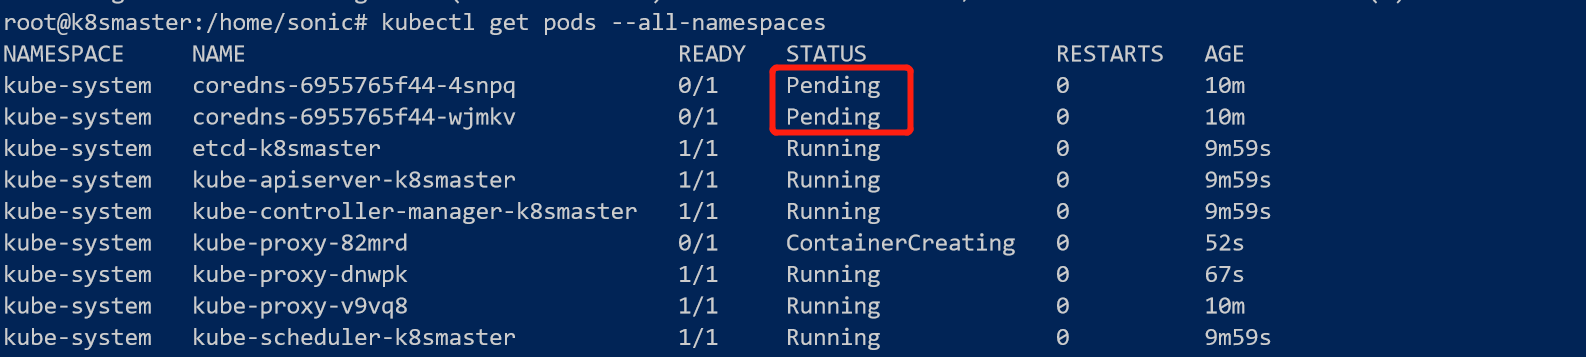 root@k8smaster:/home/sonic# kubectl get pods --all-namespaces
NAMESPACE NAME READY STATUS RESTARTS AGE
kube-system coredns-6955765f44-4snpq 0/1 Pending 0 10m
kube-system coredns-6955765f44-wjmkv 0/1 Pending 0 10m
kube-system etcd-k8smaster 1/1 Running 0 9m59s
kube-system kube-apiserver-k8smaster 1/1 Running 0 9m59s
kube-system kube-controller-manager-k8smaster 1/1 Running 0 9m59s
kube-system kube-proxy-82mrd 0/1 ContainerCreating 0 52s
kube-system kube-proxy-dnwpk 1/1 Running 0 67s
kube-system kube-proxy-v9vq8 1/1 Running 0 10m
kube-system kube-scheduler-k8smaster 1/1 Running 0 9m59s